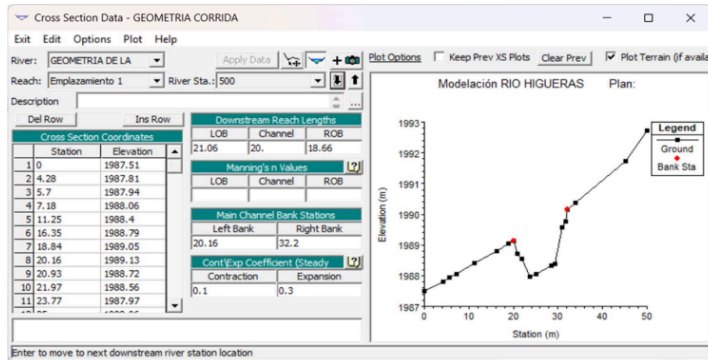 Cross Section Data - GEOMETRIA CORRIDA
Exit Edit Options Plot Help
River: GEOMETRIA DE LA
Apply Data
Plot Options Keep Prev XS Plots Clear Prev Plot Terrain (if availa
Reach: Emplazamiento 1 River Sta.: 500
Description
...
Del Row Ins Row
Cross Section Coordinates
Station Elevation
1 0 1987.51
2 4.28 1987.81
3 5.7 1987.94
4 7.18 1988.06
5 11.25 1988.4
6 16.35 1988.79
7 18.84 1989.05
8 20.16 1989.13
9 20.93 1988.72
10 21.97 1988.56
11 23.77 1987.97
Downstream Reach Lengths
LOB Channel ROB
21.06 20. 18.66
Manning's n Values ?
LOB Channel ROB
Main Channel Bank Stations
Left Bank Right Bank
20.16 32.2
Cont\Exp Coefficient (Steady ?
Contraction Expansion
0.1 0.3
Modelación RIO HIGUERAS Plan:
1993
1992
1991
1990
1989
1988
1987
Elevation (m)
0 10 20 30 40 50
Station (m)
Legend
Ground
Bank Sta
Enter to move to next downstream river station location